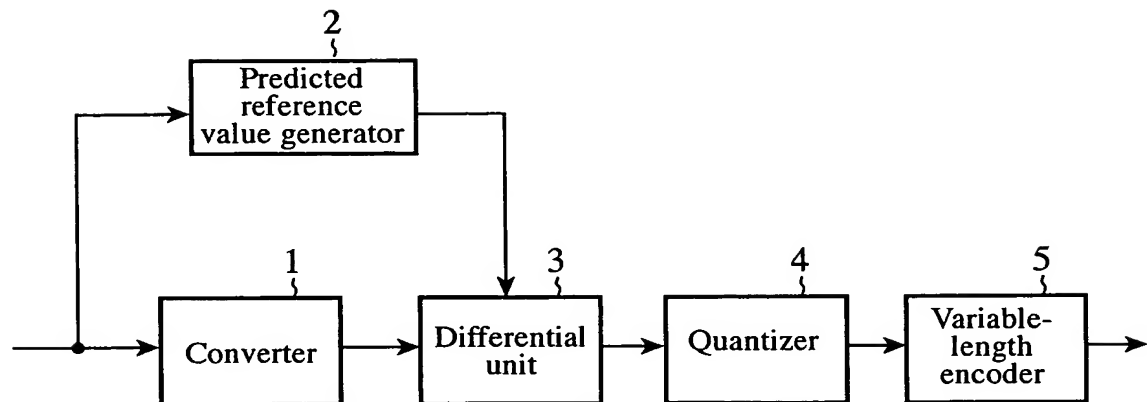 2
Predicted
reference
value generator
1
Converter
3
Differential
unit
4
Quantizer
5
Variable-
length
encoder